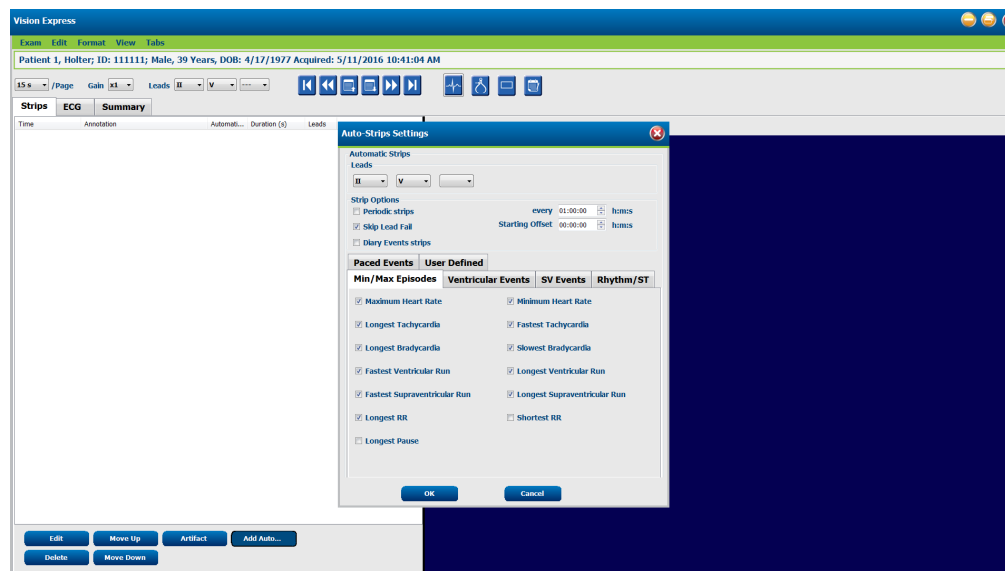 Vision Express
Exam Edit Format View Tabs
Patient 1, Holter; ID: 111111; Male, 39 Years, DOB: 4/17/1977 Acquired: 5/11/2016 10:41:04 AM
15 s /Page Gain x1 Leads II V ---
Strips ECG Summary
Time Annotation Automati... Duration (s) Leads
Auto-Strips Settings
Automatic Strips
Leads
II V
Strip Options
Periodic strips every 01:00:00 h:m:s
Skip Lead Fail Starting Offset 00:00:00 h:m:s
Diary Events strips
Paced Events User Defined
Min/Max Episodes Ventricular Events SV Events Rhythm/ST
Maximum Heart Rate Minimum Heart Rate
Longest Tachycardia Fastest Tachycardia
Longest Bradycardia Slowest Bradycardia
Fastest Ventricular Run Longest Ventricular Run
Fastest Supraventricular Run Longest Supraventricular Run
Longest RR Shortest RR
Longest Pause
OK Cancel
Edit Move Up Artifact Add Auto...
Delete Move Down